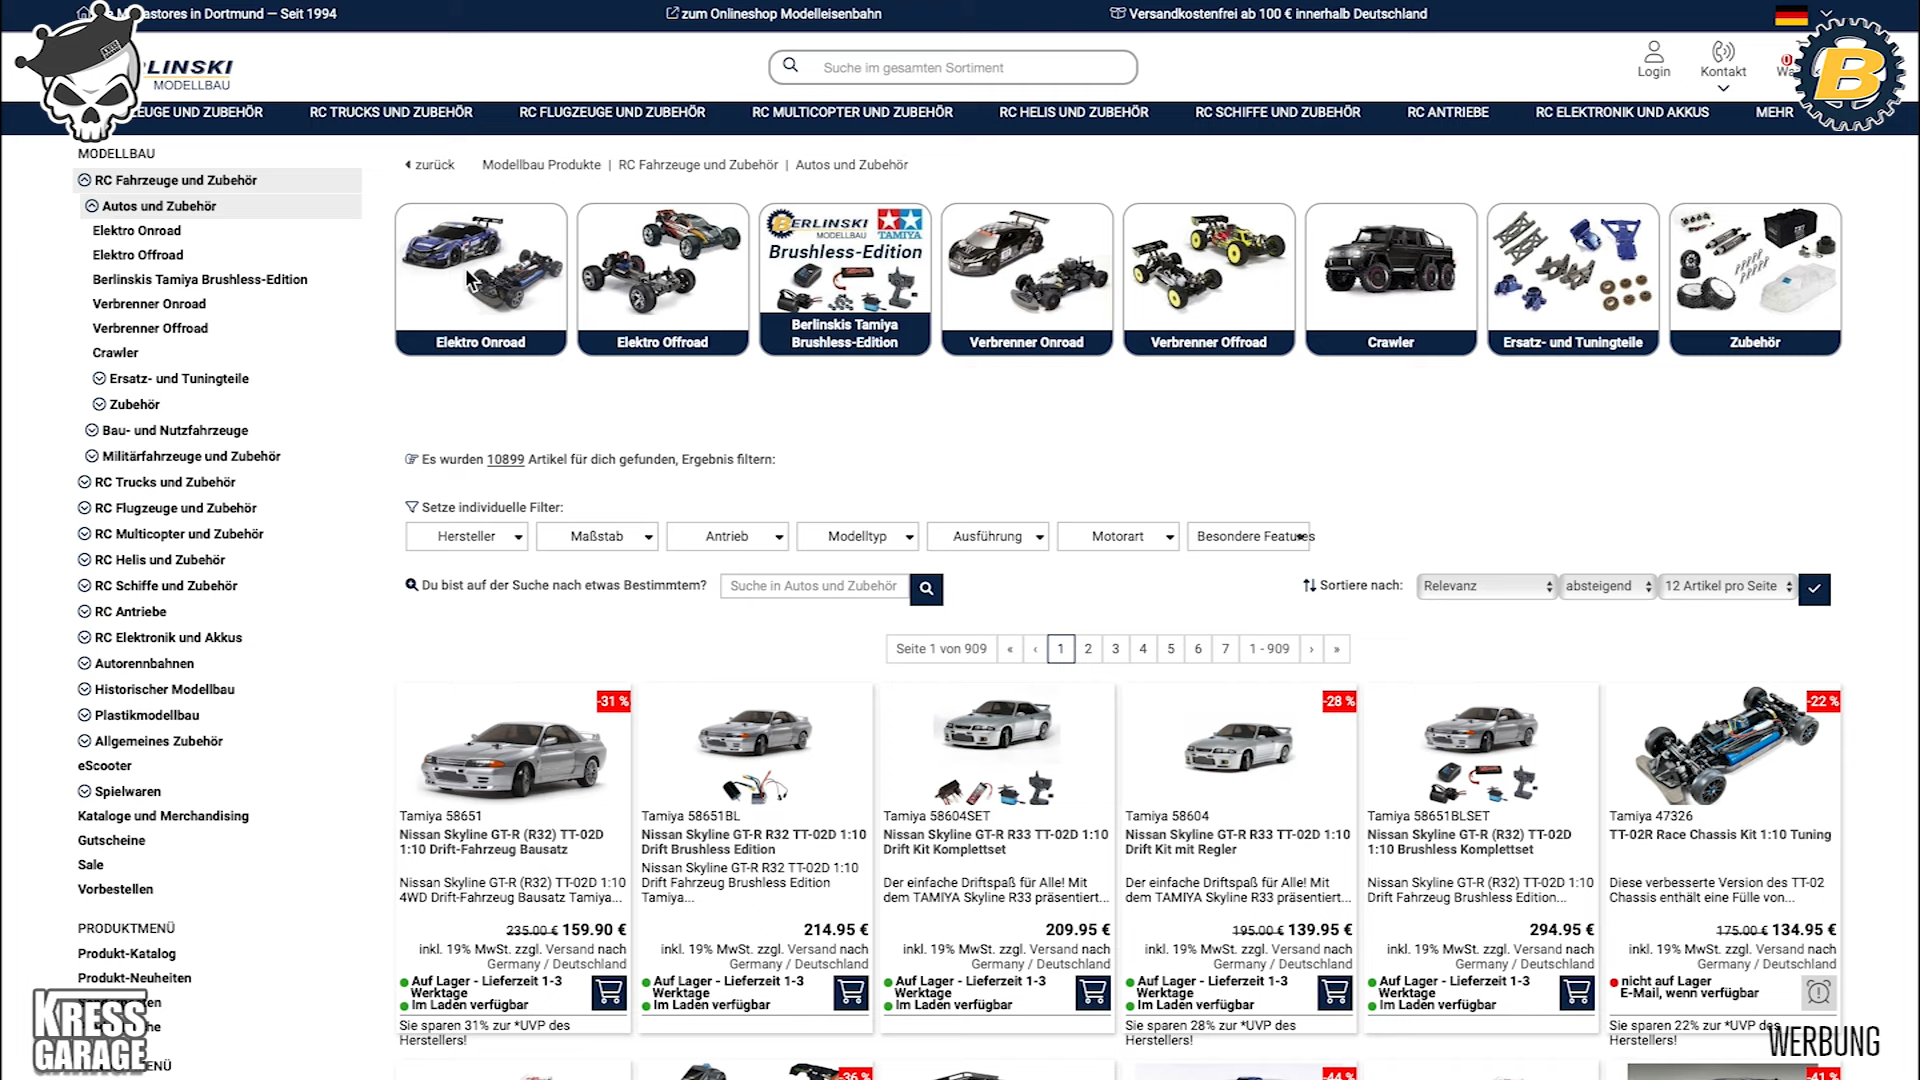 astores in Dortmund — Seit 1994
zum Onlineshop Modelleisenbahn
Versandkostenfrei ab 100 € innerhalb Deutschland
LINSKI
MODELLBAU
Suche im gesamten Sortiment
Login
Kontakt
0
B
ZEUGE UND ZUBEHÖR
RC TRUCKS UND ZUBEHÖR
RC FLUGZEUGE UND ZUBEHÖR
RC MULTICOPTER UND ZUBEHÖR
RC HELIS UND ZUBEHÖR
RC SCHIFFE UND ZUBEHÖR
RC ANTRIEBE
RC ELEKTRONIK UND AKKUS
MEHR
MODELLBAU
RC Fahrzeuge und Zubehör
Autos und Zubehör
Elektro Onroad
Elektro Offroad
Berlinskis Tamiya Brushless-Edition
Verbrenner Onroad
Verbrenner Offroad
Crawler
Ersatz- und Tuningteile
Zubehör
Bau- und Nutzfahrzeuge
Militärfahrzeuge und Zubehör
RC Trucks und Zubehör
RC Flugzeuge und Zubehör
RC Multicopter und Zubehör
RC Helis und Zubehör
RC Schiffe und Zubehör
RC Antriebe
RC Elektronik und Akkus
Autorennbahnen
Historischer Modellbau
Plastikmodellbau
Allgemeines Zubehör
eScooter
Spielwaren
Kataloge und Merchandising
Gutscheine
Sale
Vorbestellen
PRODUKTMENÜ
Produkt-Katalog
Produkt-Neuheiten
KRESS
GARAGE
zurück
Modellbau Produkte | RC Fahrzeuge und Zubehör | Autos und Zubehör
Elektro Onroad
Elektro Offroad
BERLINSKI
MODELLBAU
TAMIYA
Brushless-Edition
Berlinskis Tamiya
Brushless-Edition
Verbrenner Onroad
Verbrenner Offroad
Crawler
Ersatz- und Tuningteile
Zubehör
Es wurden 10899 Artikel für dich gefunden, Ergebnis filtern:
Setze individuelle Filter:
Hersteller
Maßstab
Antrieb
Modelltyp
Ausführung
Motorart
Besondere Features
Du bist auf der Suche nach etwas Bestimmtem?
Suche in Autos und Zubehör
Sortiere nach:
Relevanz
absteigend
12 Artikel pro Seite
Seite 1 von 909 « ‹ 1 2 3 4 5 6 7 1 - 909 › »
-31 %
Tamiya 58651
Nissan Skyline GT-R (R32) TT-02D
1:10 Drift-Fahrzeug Bausatz
Nissan Skyline GT-R (R32) TT-02D 1:10
4WD Drift-Fahrzeug Bausatz Tamiya...
235.00 € 159.90 €
inkl. 19% MwSt. zzgl. Versand nach
Germany / Deutschland
Auf Lager - Lieferzeit 1-3
Werktage
Im Laden verfügbar
Sie sparen 31% zur *UVP des
Herstellers!
Tamiya 58651BL
Nissan Skyline GT-R R32 TT-02D 1:10
Drift Brushless Edition
Nissan Skyline GT-R R32 TT-02D 1:10
Drift Fahrzeug Brushless Edition
Tamiya...
214.95 €
inkl. 19% MwSt. zzgl. Versand nach
Germany / Deutschland
Auf Lager - Lieferzeit 1-3
Werktage
Im Laden verfügbar
Tamiya 58604SET
Nissan Skyline GT-R R33 TT-02D 1:10
Drift Kit Komplettset
Der einfache Driftspaß für Alle! Mit
dem TAMIYA Skyline R33 präsentiert...
209.95 €
inkl. 19% MwSt. zzgl. Versand nach
Germany / Deutschland
Auf Lager - Lieferzeit 1-3
Werktage
Im Laden verfügbar
-28 %
Tamiya 58604
Nissan Skyline GT-R R33 TT-02D 1:10
Drift Kit mit Regler
Der einfache Driftspaß für Alle! Mit
dem TAMIYA Skyline R33 präsentiert...
195.00 € 139.95 €
inkl. 19% MwSt. zzgl. Versand nach
Germany / Deutschland
Auf Lager - Lieferzeit 1-3
Werktage
Im Laden verfügbar
Sie sparen 28% zur *UVP des
Herstellers!
Tamiya 58651BLSET
Nissan Skyline GT-R (R32) TT-02D
1:10 Brushless Komplettset
Nissan Skyline GT-R (R32) TT-02D 1:10
Drift Fahrzeug Brushless Edition...
294.95 €
inkl. 19% MwSt. zzgl. Versand nach
Germany / Deutschland
Auf Lager - Lieferzeit 1-3
Werktage
Im Laden verfügbar
-22 %
Tamiya 47326
TT-02R Race Chassis Kit 1:10 Tuning
Diese verbesserte Version des TT-02
Chassis enthält eine Fülle von...
175.00 € 134.95 €
inkl. 19% MwSt. zzgl. Versand nach
Germany / Deutschland
nicht auf Lager
E-Mail, wenn verfügbar
Sie sparen 22% zur *UVP des
Herstellers!
WERBUNG
-36 %
-44 %
-41 %